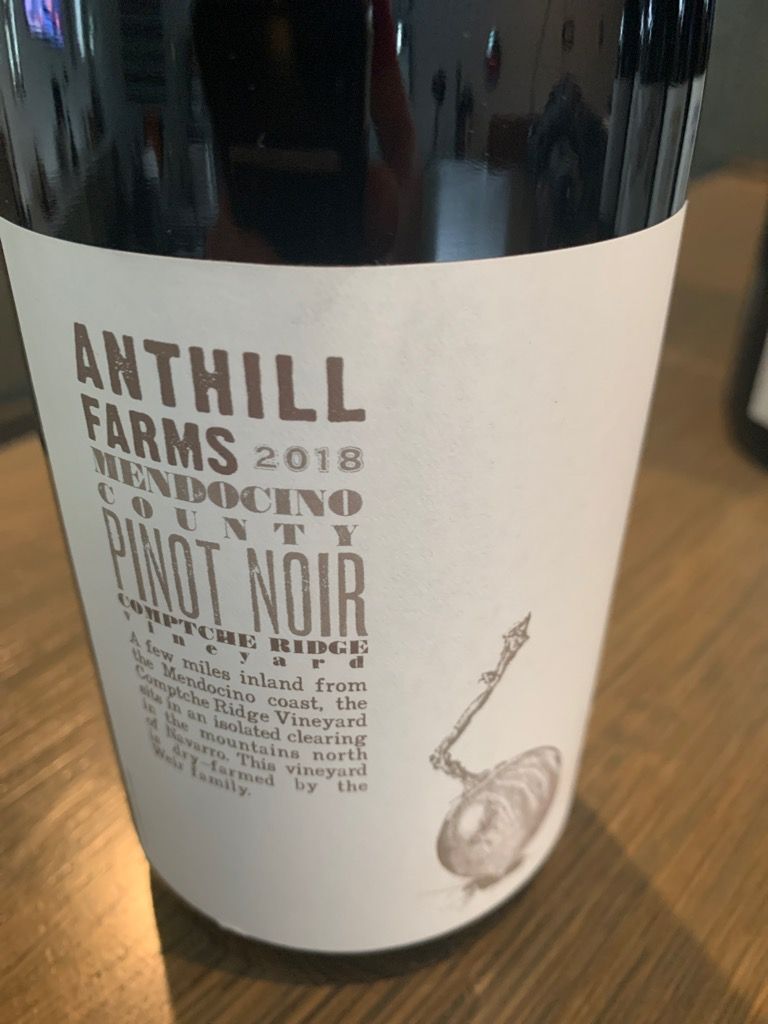 ANTHILL
FARMS 2018
MENDOCINO
COUNTY
PINOT NOIR
COMPTCHE RIDGE
vineyard
A few miles inland from
the Mendocino coast, the
Comptche Ridge Vineyard
sits in an isolated clearing
in the mountains north
of Navarro. This vineyard
is dry-farmed by the
Weir family.